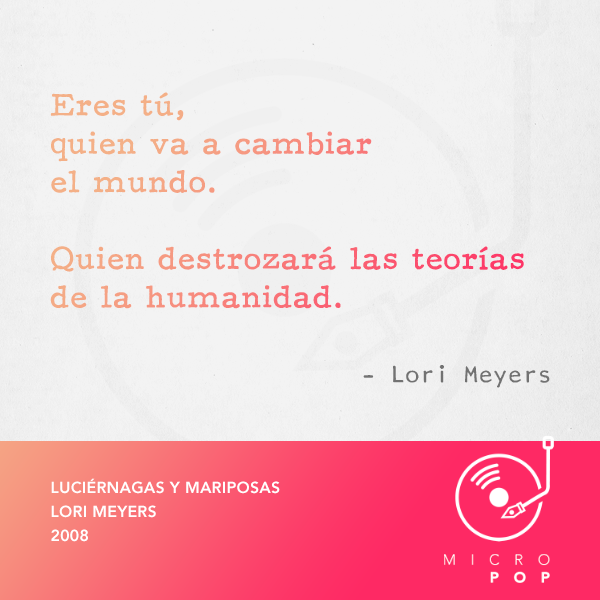 Eres tú,
quien va a cambiar
el mundo.
Quien destrozará las teorías
de la humanidad.
– Lori Meyers
LUCIÉRNAGAS Y MARIPOSAS
LORI MEYERS
2008
MICRO
POP